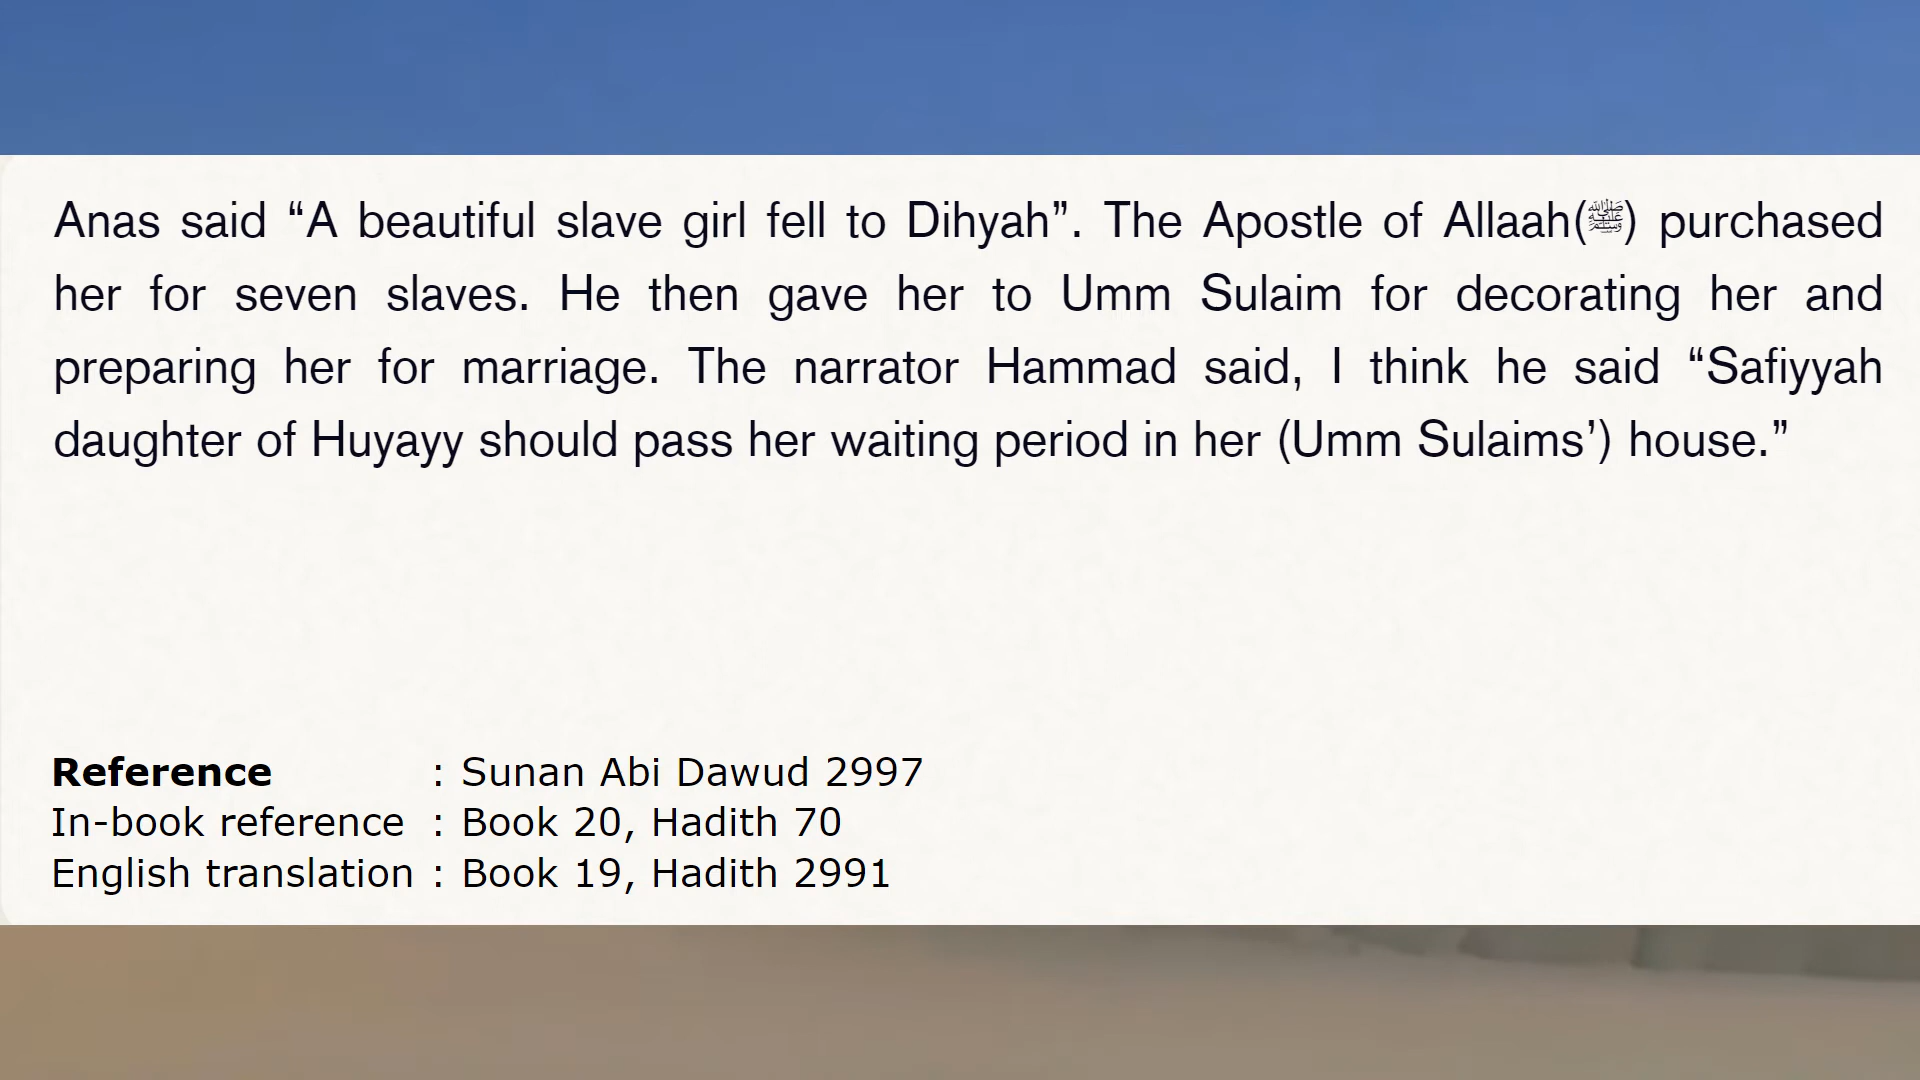 Anas said “A beautiful slave girl fell to Dihyah”. The Apostle of Allaah(ﷺ) purchased
her for seven slaves. He then gave her to Umm Sulaim for decorating her and
preparing her for marriage. The narrator Hammad said, I think he said “Safiyyah
daughter of Huyayy should pass her waiting period in her (Umm Sulaims’) house.”
Reference : Sunan Abi Dawud 2997
In-book reference : Book 20, Hadith 70
English translation : Book 19, Hadith 2991